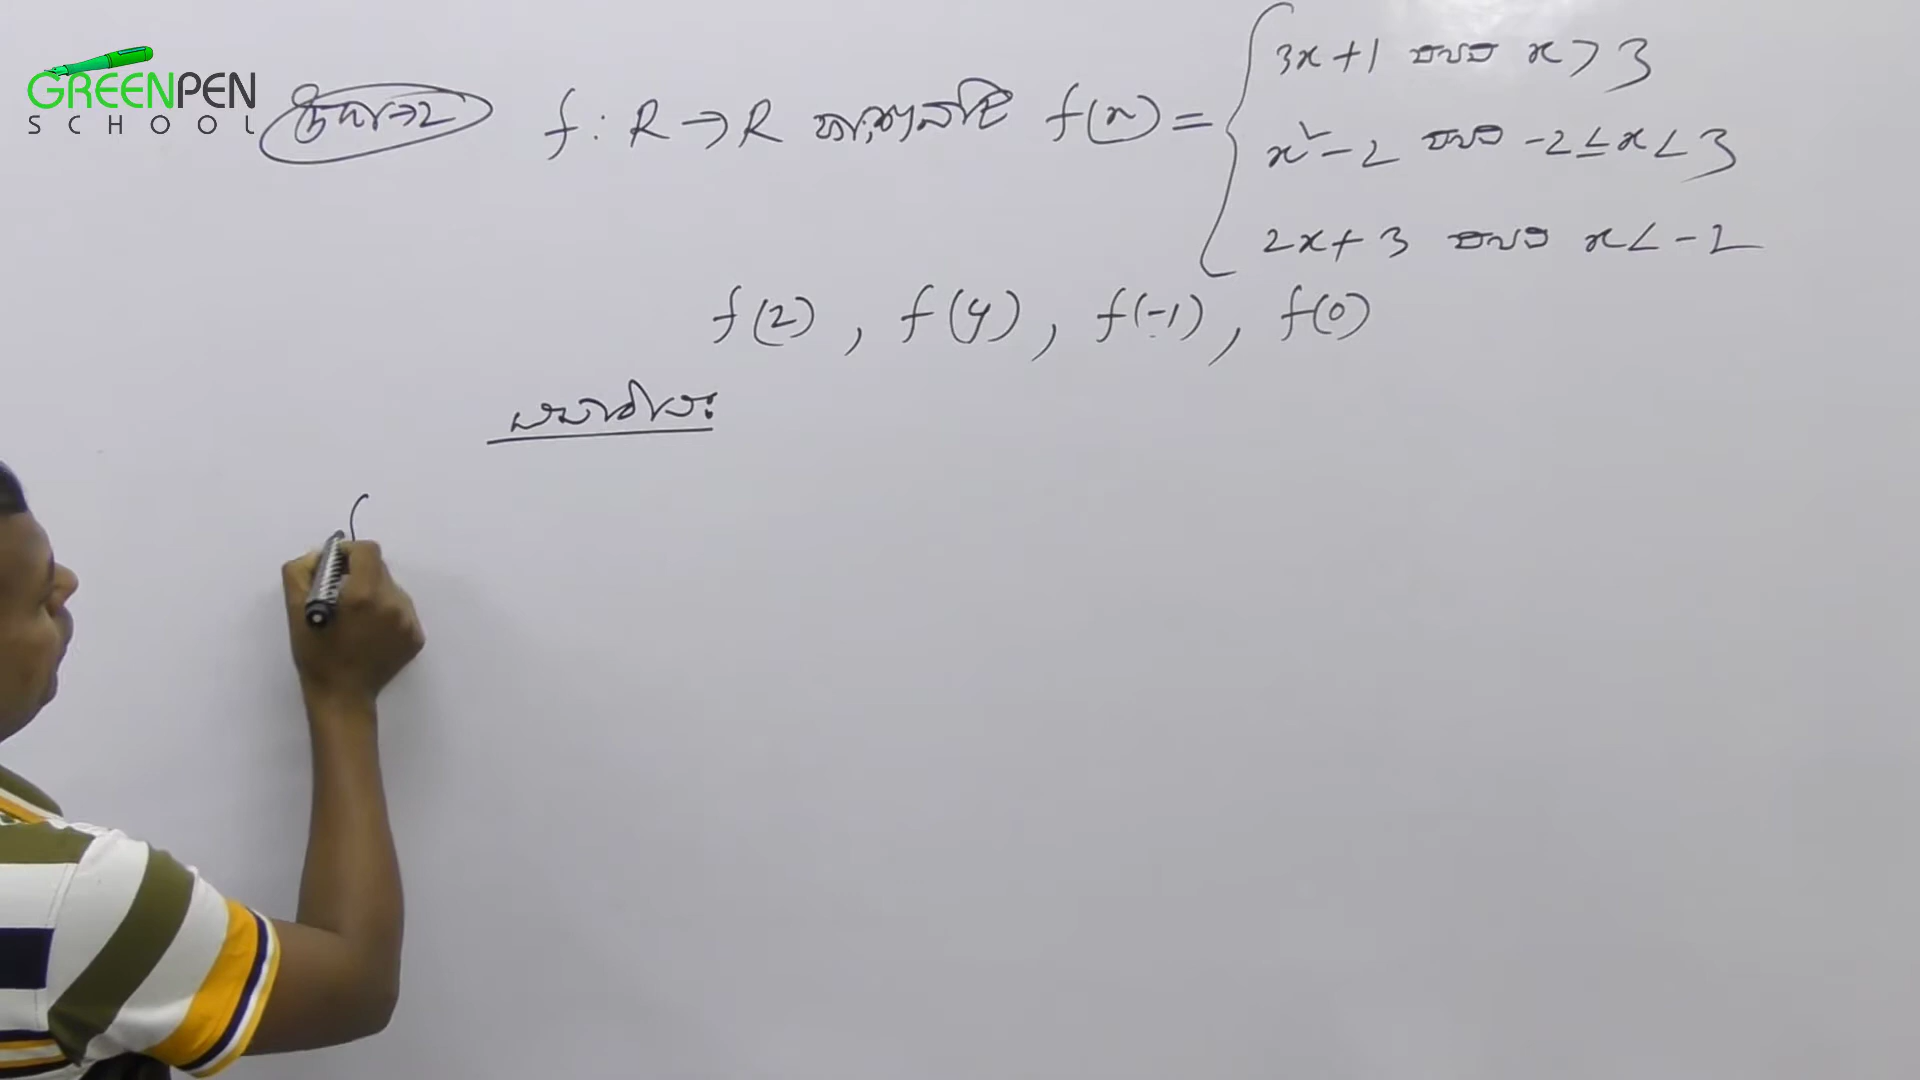 GREENPEN
SCHOOL
উদা→2 f : R → R ফাংশনটি f(x) = { 3x+1 যখন x > 3
x² - 2 যখন -2 ≤ x < 3
2x + 3 যখন x < -2
f(2) , f(4) , f(-1) , f(0)
সমাধান: